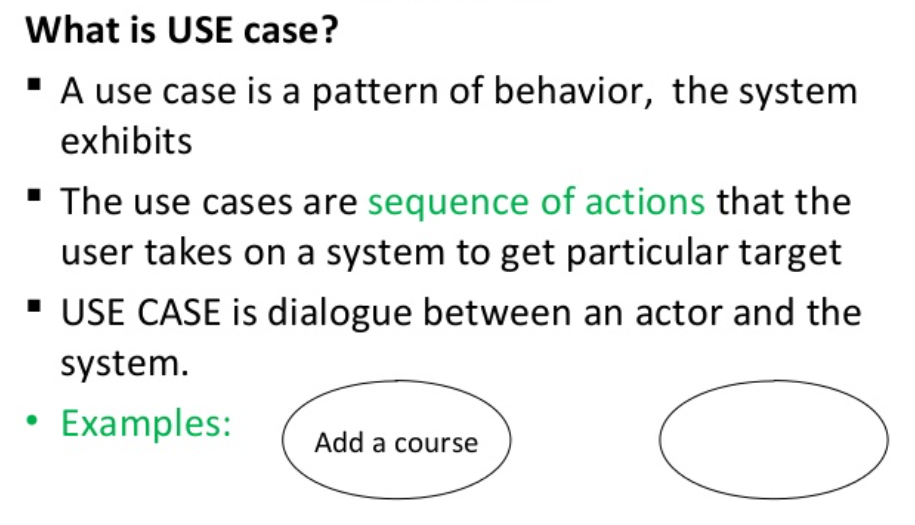 What is USE case?
▪ A use case is a pattern of behavior, the system
exhibits
▪ The use cases are sequence of actions that the
user takes on a system to get particular target
▪ USE CASE is dialogue between an actor and the
system.
• Examples:
Add a course